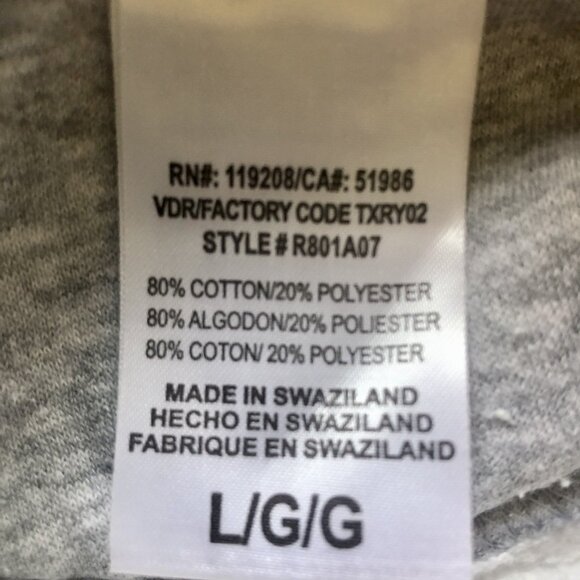 RN#: 119208/CA#: 51986
VDR/FACTORY CODE TXRY02
STYLE # R801A07
80% COTTON/20% POLYESTER
80% ALGODON/20% POLIESTER
80% COTON/ 20% POLYESTER
MADE IN SWAZILAND
HECHO EN SWAZILAND
FABRIQUE EN SWAZILAND
L/G/G